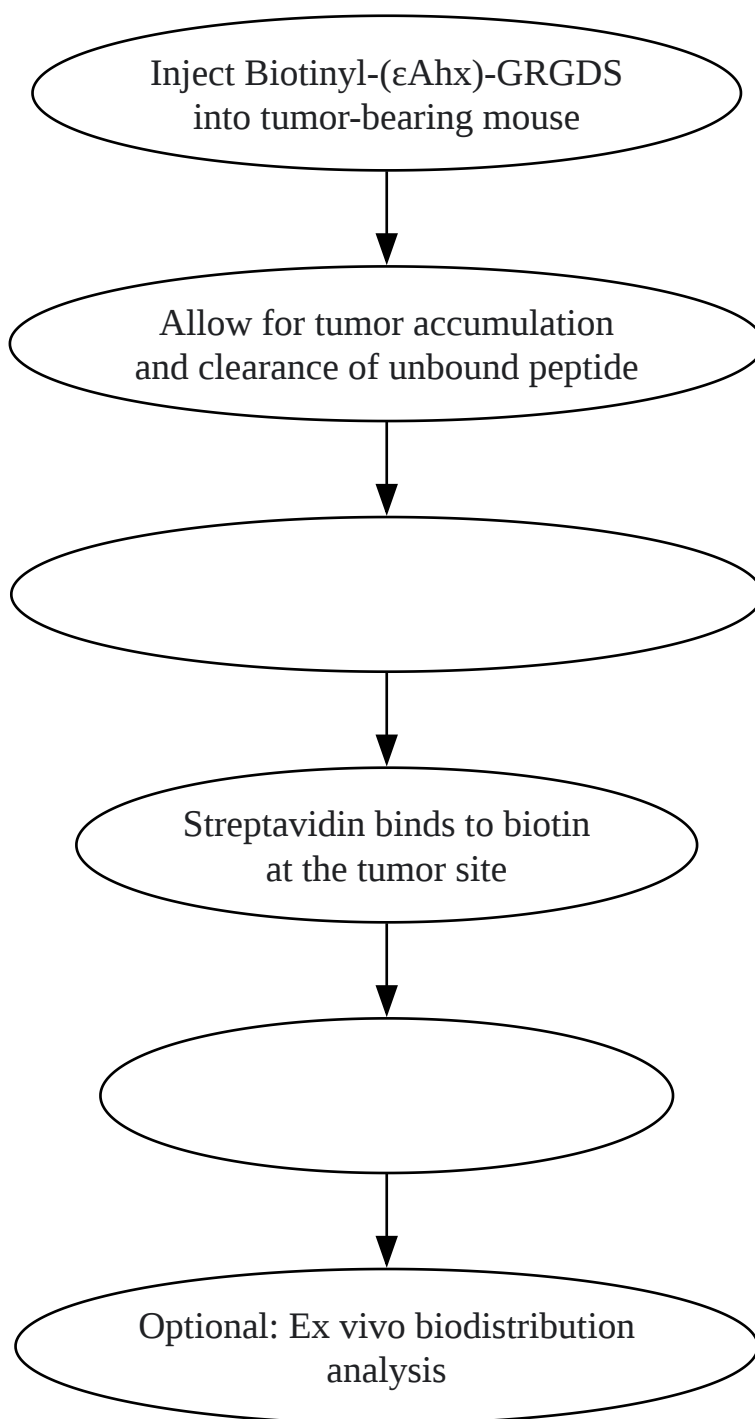 Inject Biotinyl-(εAhx)-GRGDS
into tumor-bearing mouse
Allow for tumor accumulation
and clearance of unbound peptide
Streptavidin binds to biotin
at the tumor site
Optional: Ex vivo biodistribution
analysis